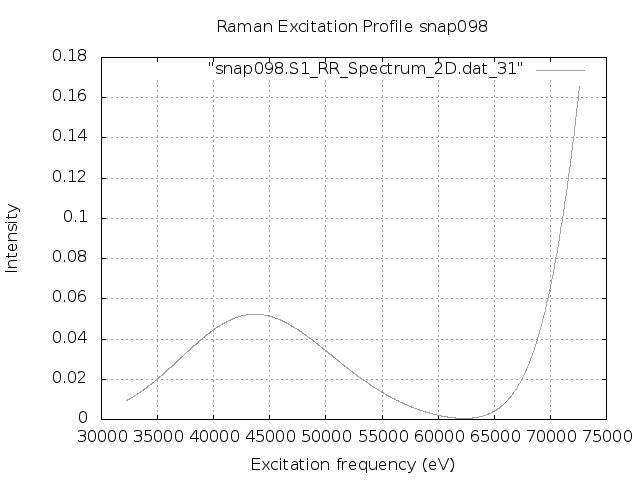 Raman Excitation Profile snap098
"snap098.S1_RR_Spectrum_2D.dat_31"
0.18
0.16
0.14
0.12
0.1
0.08
0.06
0.04
0.02
0
Intensity
30000 35000 40000 45000 50000 55000 60000 65000 70000 75000
Excitation frequency (eV)